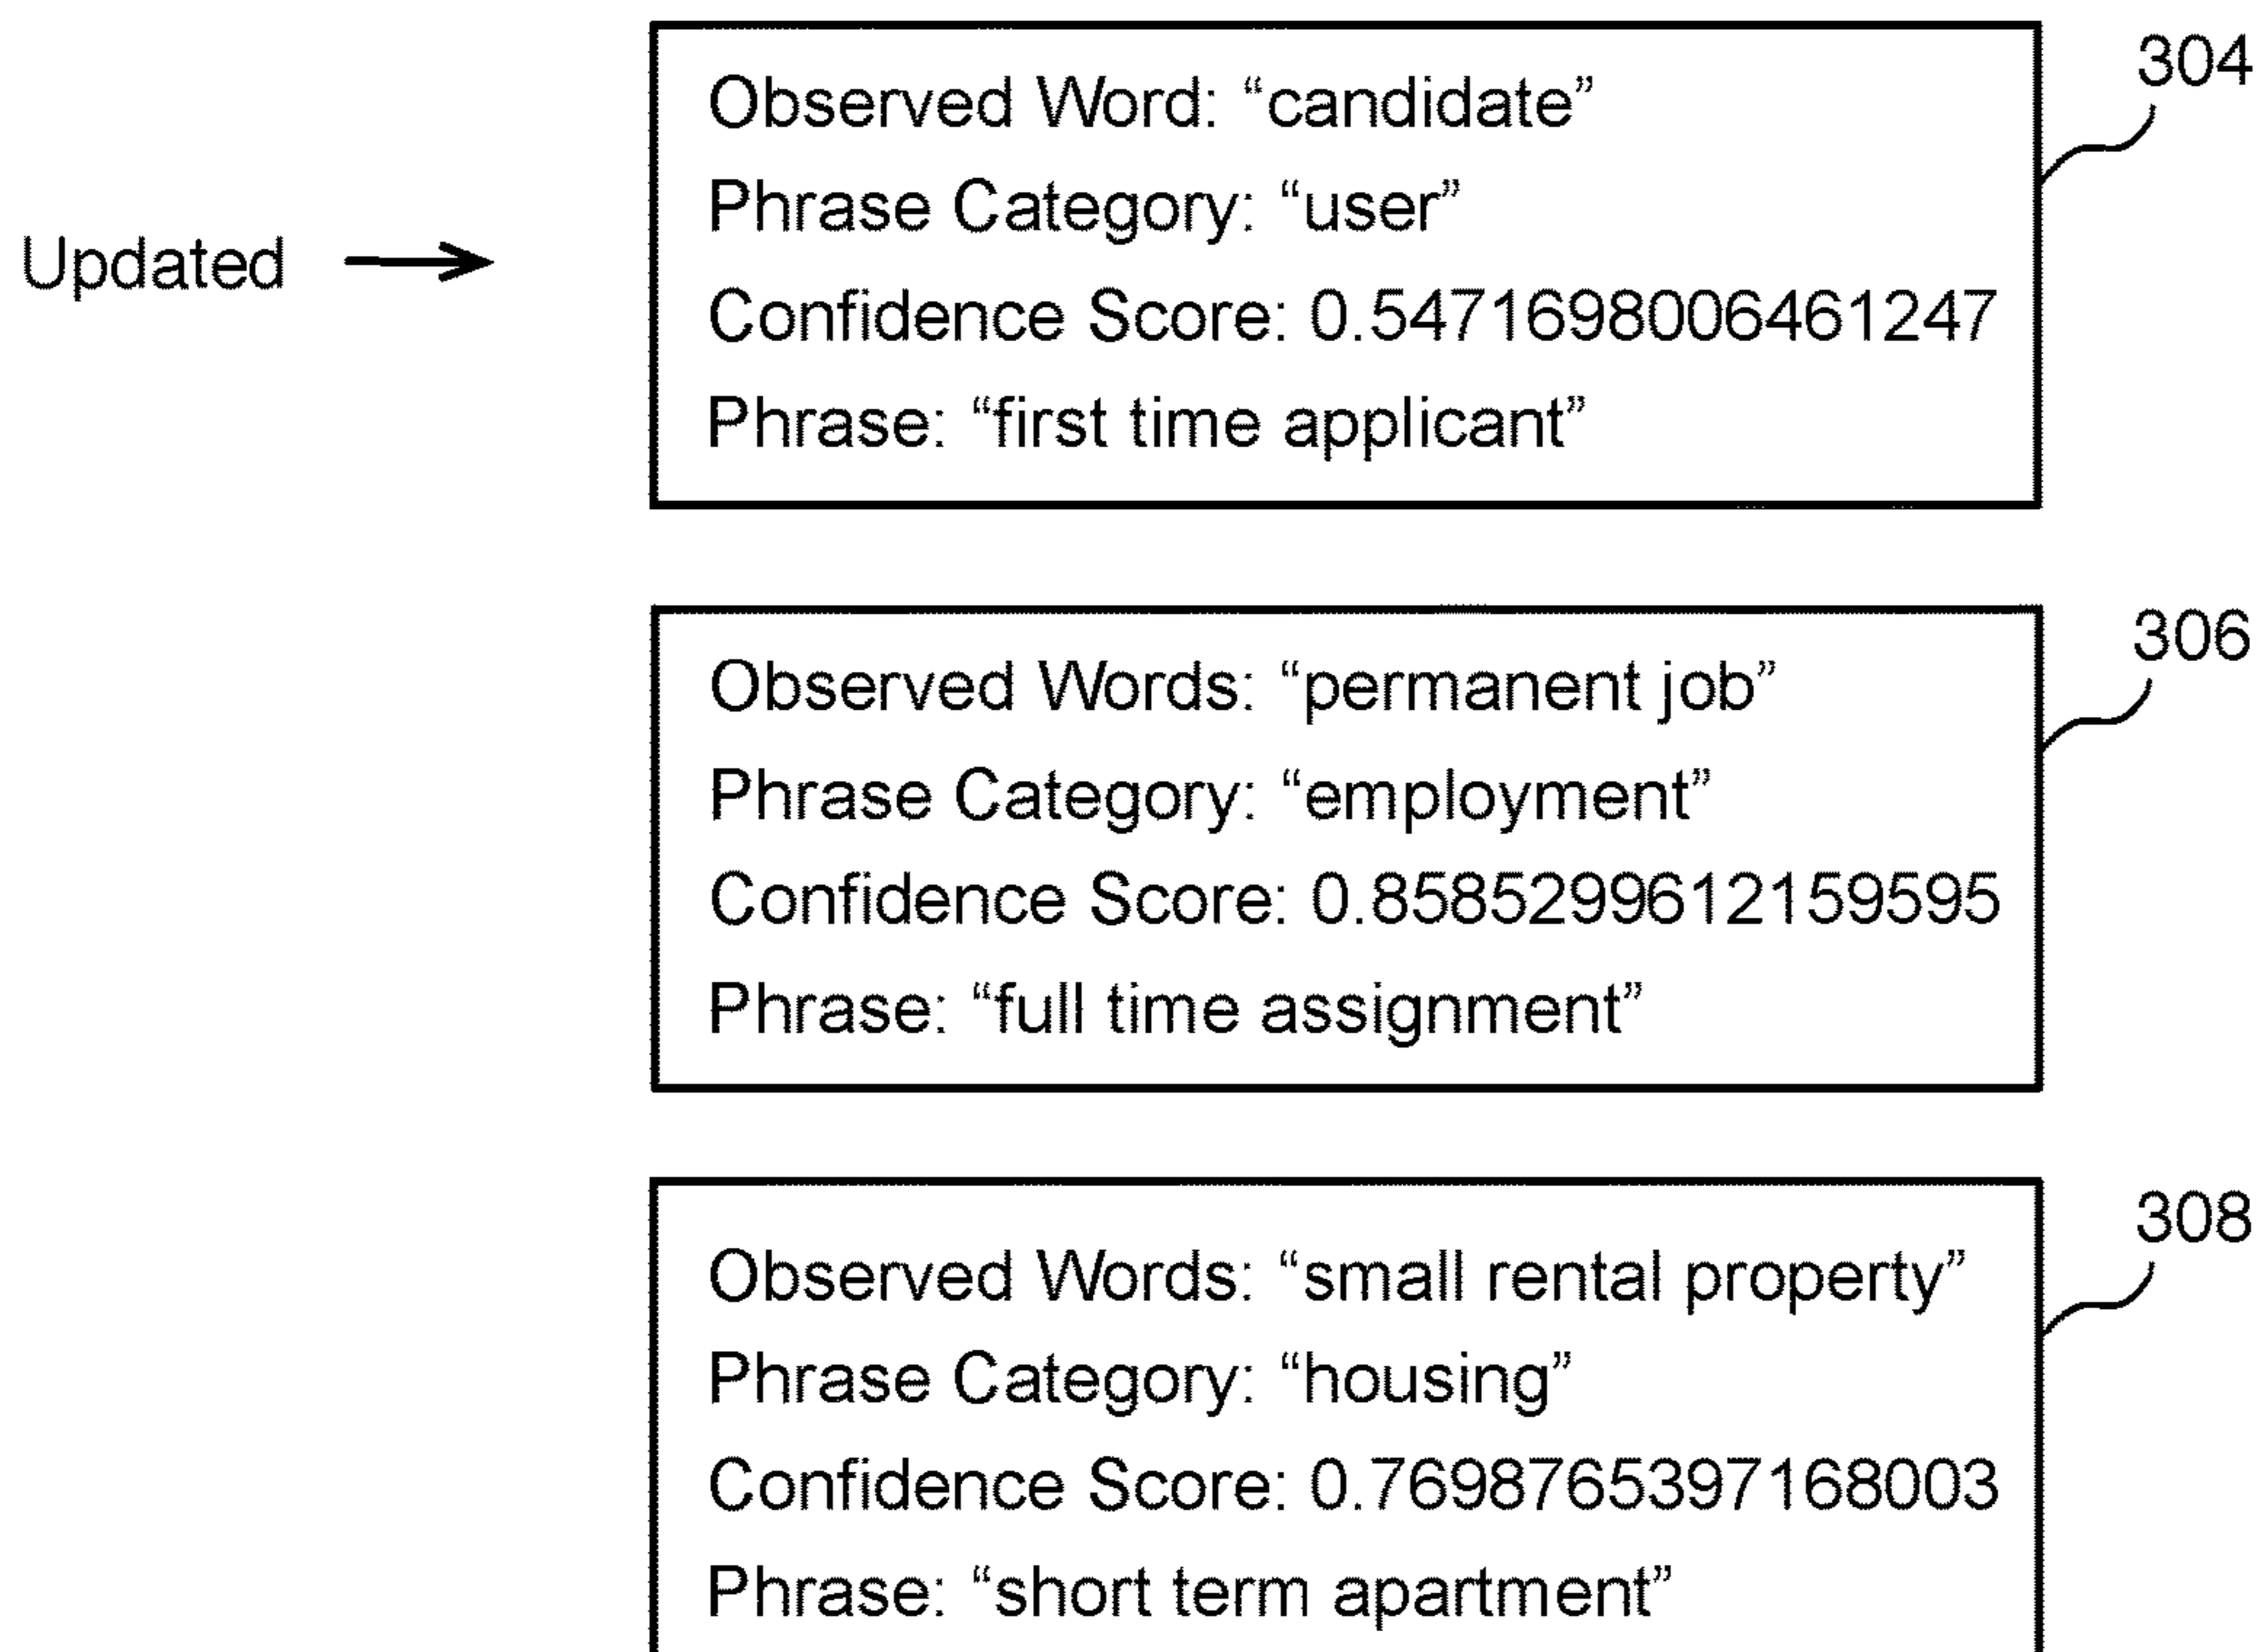 304
Observed Word: “candidate”
Phrase Category: “user”
Updated
Confidence Score: 0.5471698006461247
Phrase: “first time applicant”
306
Observed Words: “permanent job”
Phrase Category: “employment”
Confidence Score: 0.8585299612159595
Phrase: “full time assignment”
308
Observed Words: “small rental property”
Phrase Category: “housing”
Confidence Score: 0.7698765397168003
Phrase: “short term apartment”